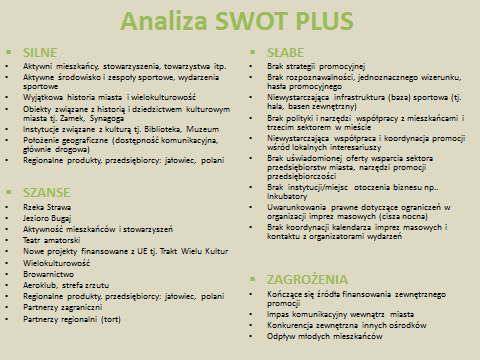 Analiza SWOT PLUS
SILNE
Aktywni mieszkańcy, stowarzyszenia, towarzystwa itp.
Aktywne środowisko i zespoły sportowe, wydarzenia
sportowe
Wyjątkowa historia miasta i wielokulturowość
Obiekty związane z historią i dziedzictwem kulturowym
miasta tj. Zamek, Synagoga
Instytucje związane z kulturą tj. Biblioteka, Muzeum
Położenie geograficzne (dostępność komunikacyjna,
głównie drogowa)
Regionalne produkty, przedsiębiorcy: jałowiec, polani
SZANSE
Rzeka Strawa
Jezioro Bugaj
Aktywność mieszkańców i stowarzyszeń
Teatr amatorski
Nowe projekty finansowane z UE tj. Trakt Wielu Kultur
Wielokulturowość
Browarnictwo
Aeroklub, strefa zrzutu
Regionalne produkty, przedsiębiorcy: jałowiec, polani
Partnerzy zagraniczni
Partnerzy regionalni (tort)
SŁABE
Brak strategii promocyjnej
Brak rozpoznawalności, jednoznacznego wizerunku,
hasła promocyjnego
Niewystarczająca infrastruktura (baza) sportowa (tj.
hala, basen zewnętrzny)
Brak polityki i narzędzi współpracy z mieszkańcami i
trzecim sektorem w mieście
Niewystarczająca współpraca i koordynacja promocji
wśród lokalnych interesariuszy
Brak uświadomionej oferty wsparcia sektora
przedsiębiorstw miasta, narzędzi promocji
przedsiębiorczości
Brak instytucji/miejsc otoczenia biznesu np..
Inkubatory
Uwarunkowania prawne dotyczące ograniczeń w
organizacji imprez masowych (cisza nocna)
Brak koordynacji kalendarza imprez masowych i
kontaktu z organizatorami wydarzeń
ZAGROŻENIA
Kończące się źródła finansowania zewnętrznego
promocji
Impas komunikacyjny wewnątrz miasta
Konkurencja zewnętrzna innych ośrodków
Odpływ młodych mieszkańców